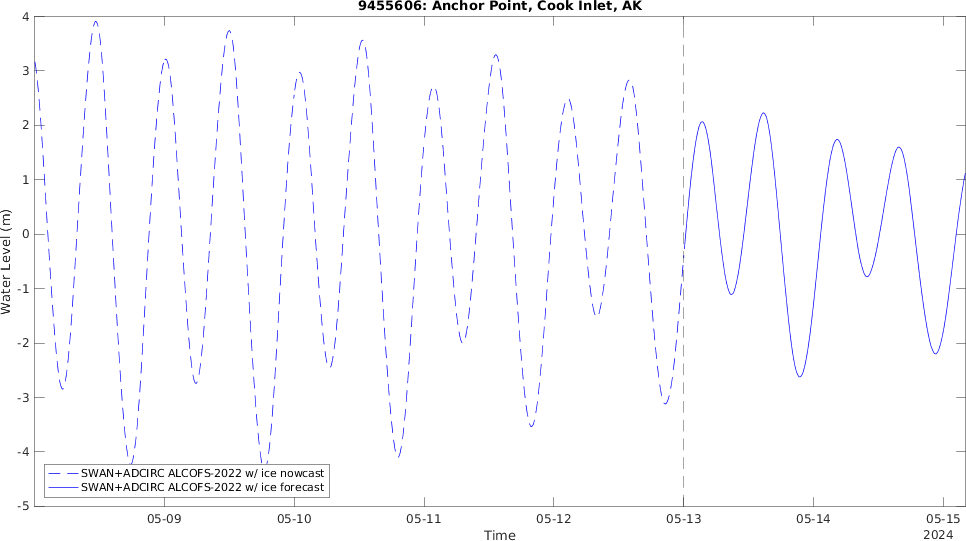 9455606: Anchor Point, Cook Inlet, AK
4
3
2
1
0
-1
-2
-3
-4
-5
Water Level (m)
SWAN+ADCIRC ALCOFS-2022 w/ ice nowcast
SWAN+ADCIRC ALCOFS-2022 w/ ice forecast
05-09 05-10 05-11 05-12 05-13 05-14 05-15
Time
2024